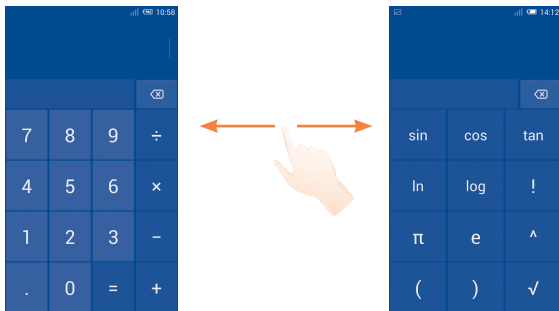 10:58
7 8 9 ÷
4 5 6 ×
1 2 3 −
. 0 = +
14:12
sin cos tan
ln log !
π e ^
( ) √